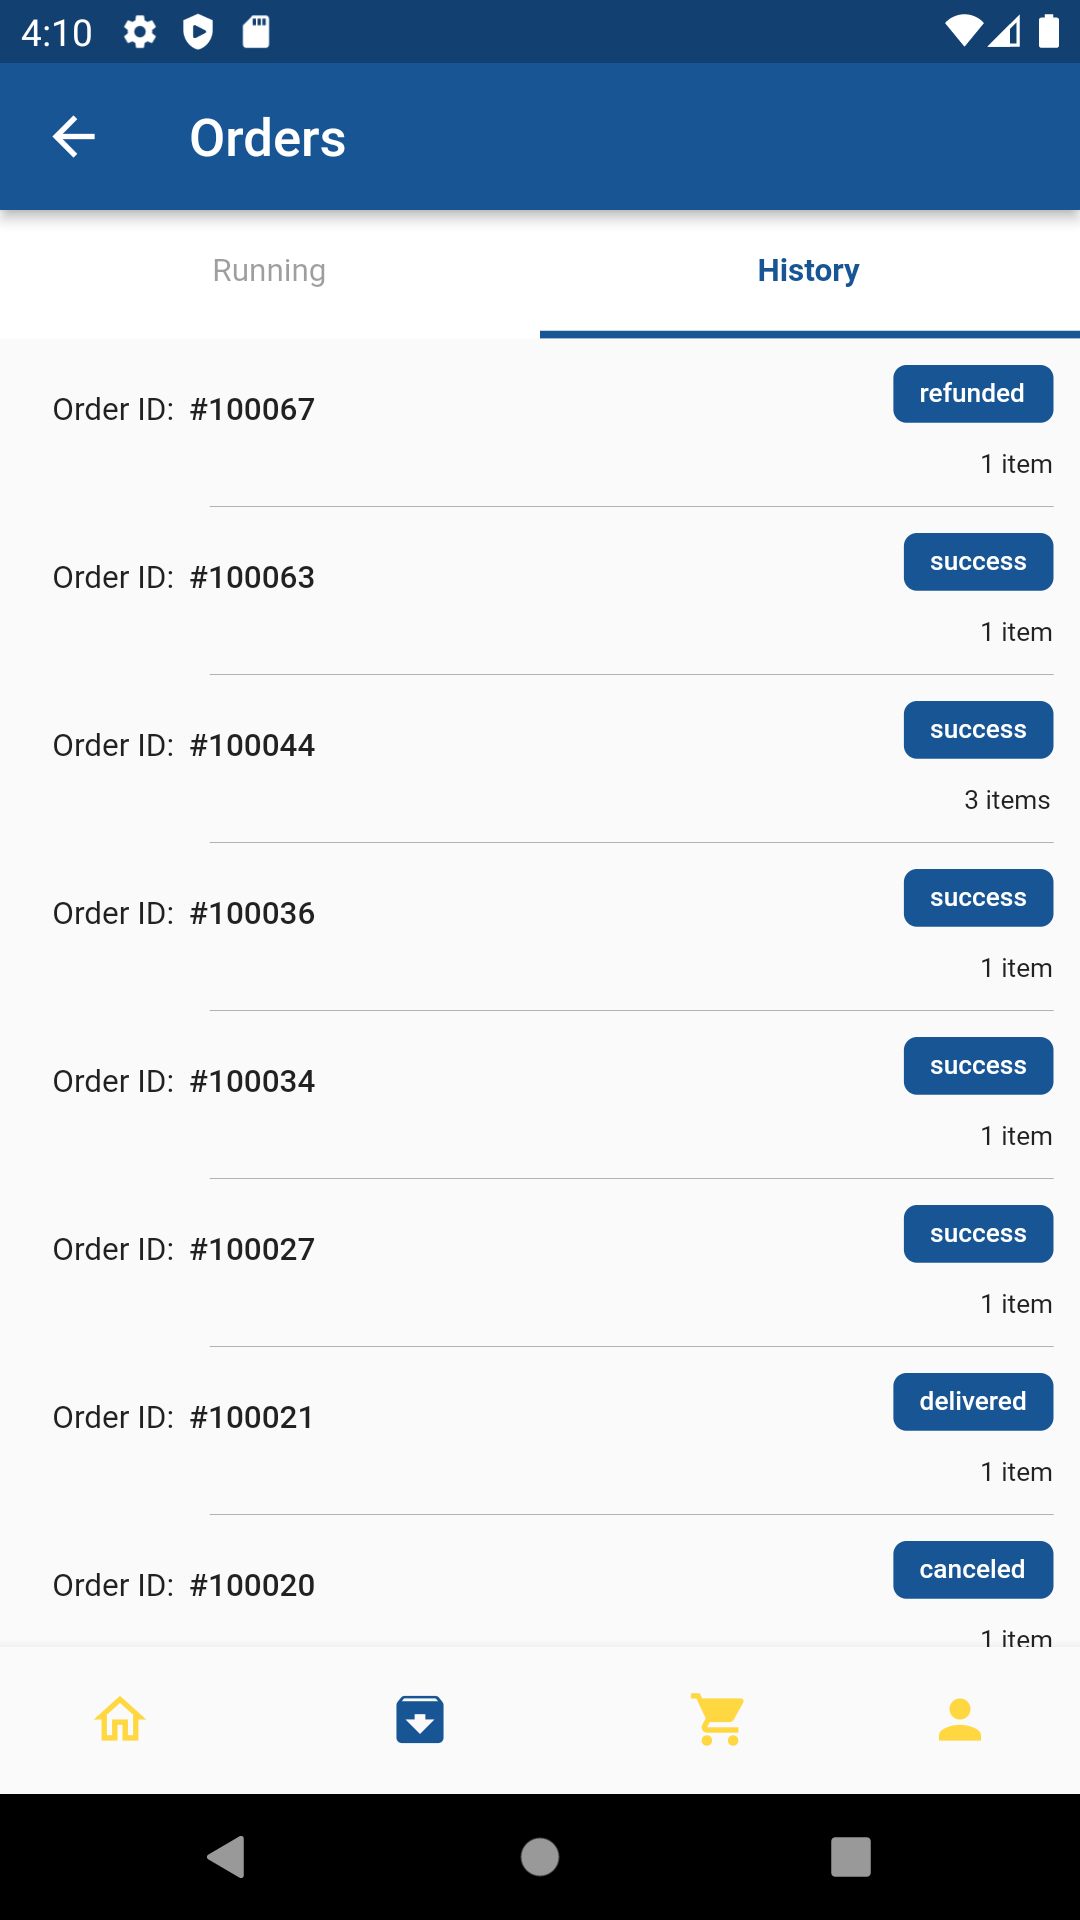 4:10
Orders
Running
History
Order ID: #100067
refunded
1 item
Order ID: #100063
success
1 item
Order ID: #100044
success
3 items
Order ID: #100036
success
1 item
Order ID: #100034
success
1 item
Order ID: #100027
success
1 item
Order ID: #100021
delivered
1 item
Order ID: #100020
canceled
1 item